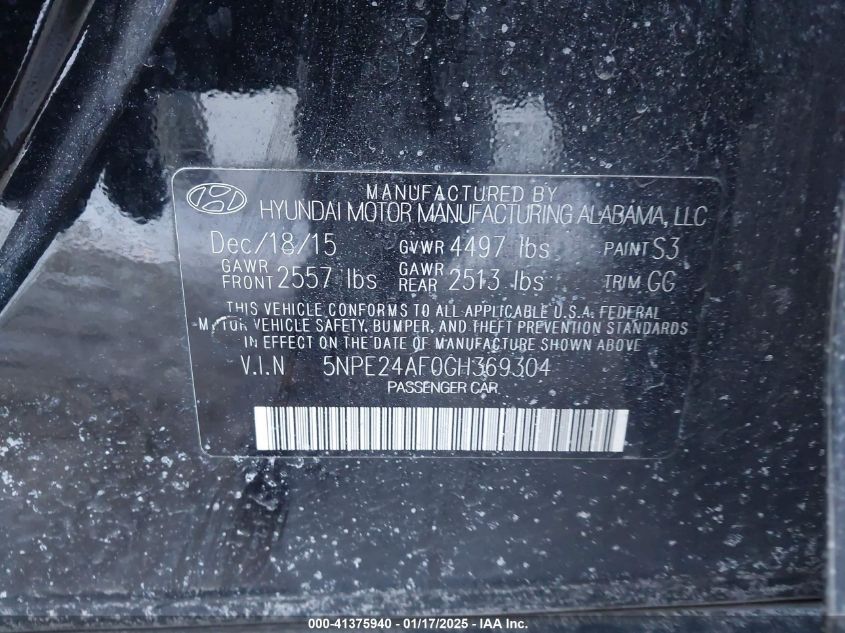 MANUFACTURED BY
HYUNDAI MOTOR MANUFACTURING ALABAMA, LLC
Dec/18/15 GVWR 4497 lbs PAINT S3
GAWR FRONT 2557 lbs GAWR REAR 2513 lbs TRIM GG
THIS VEHICLE CONFORMS TO ALL APPLICABLE U.S.A. FEDERAL
MOTOR VEHICLE SAFETY, BUMPER, AND THEFT PREVENTION STANDARDS
IN EFFECT ON THE DATE OF MANUFACTURE SHOWN ABOVE
V.I.N 5NPE24AF0GH369304
PASSENGER CAR
000-41375940 - 01/17/2025 - IAA Inc.